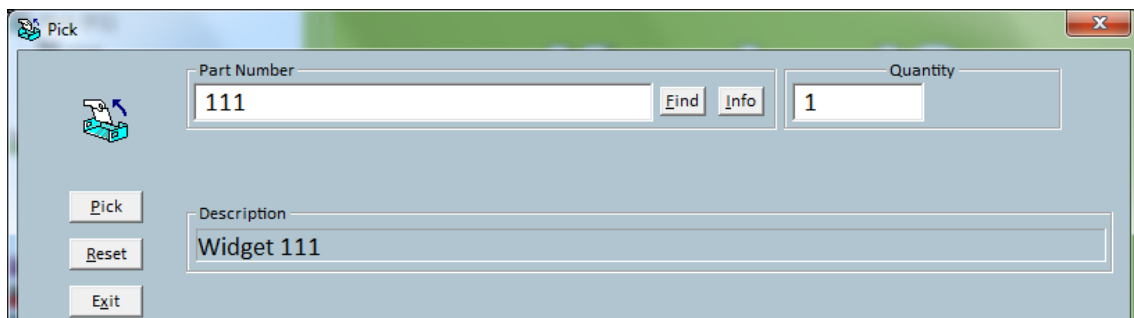 Pick
Part Number
Quantity
111
Find
Info
1
Pick
Description
Widget 111
Reset
Exit